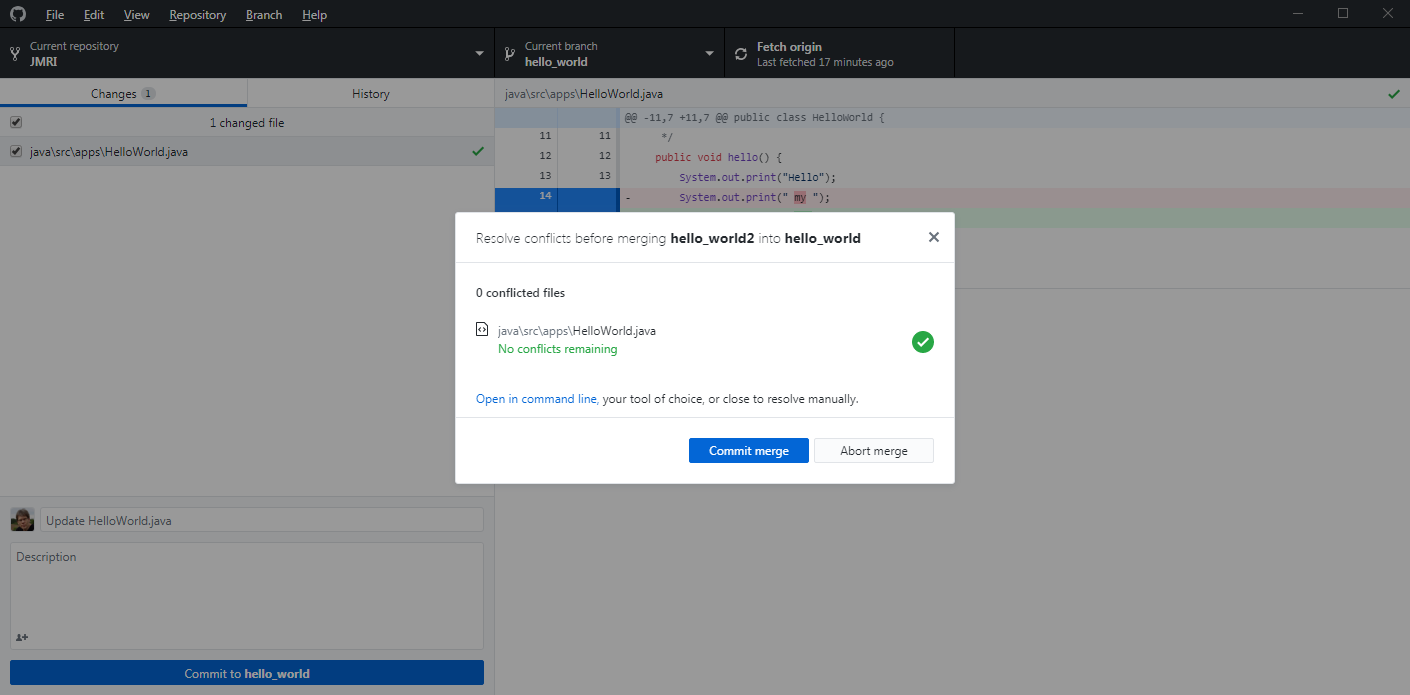 File Edit View Repository Branch Help
Current repository
JMRI
Current branch
hello_world
Fetch origin
Last fetched 17 minutes ago
Changes 1
History
1 changed file
java\src\apps\HelloWorld.java
java\src\apps\HelloWorld.java
@@ -11,7 +11,7 @@ public class HelloWorld {
11 11 */
12 12 public void hello() {
13 13 System.out.print("Hello");
14 - System.out.print(" my ");
Resolve conflicts before merging hello_world2 into hello_world
0 conflicted files
java\src\apps\HelloWorld.java
No conflicts remaining
Open in command line, your tool of choice, or close to resolve manually.
Commit merge
Abort merge
Update HelloWorld.java
Description
Commit to hello_world